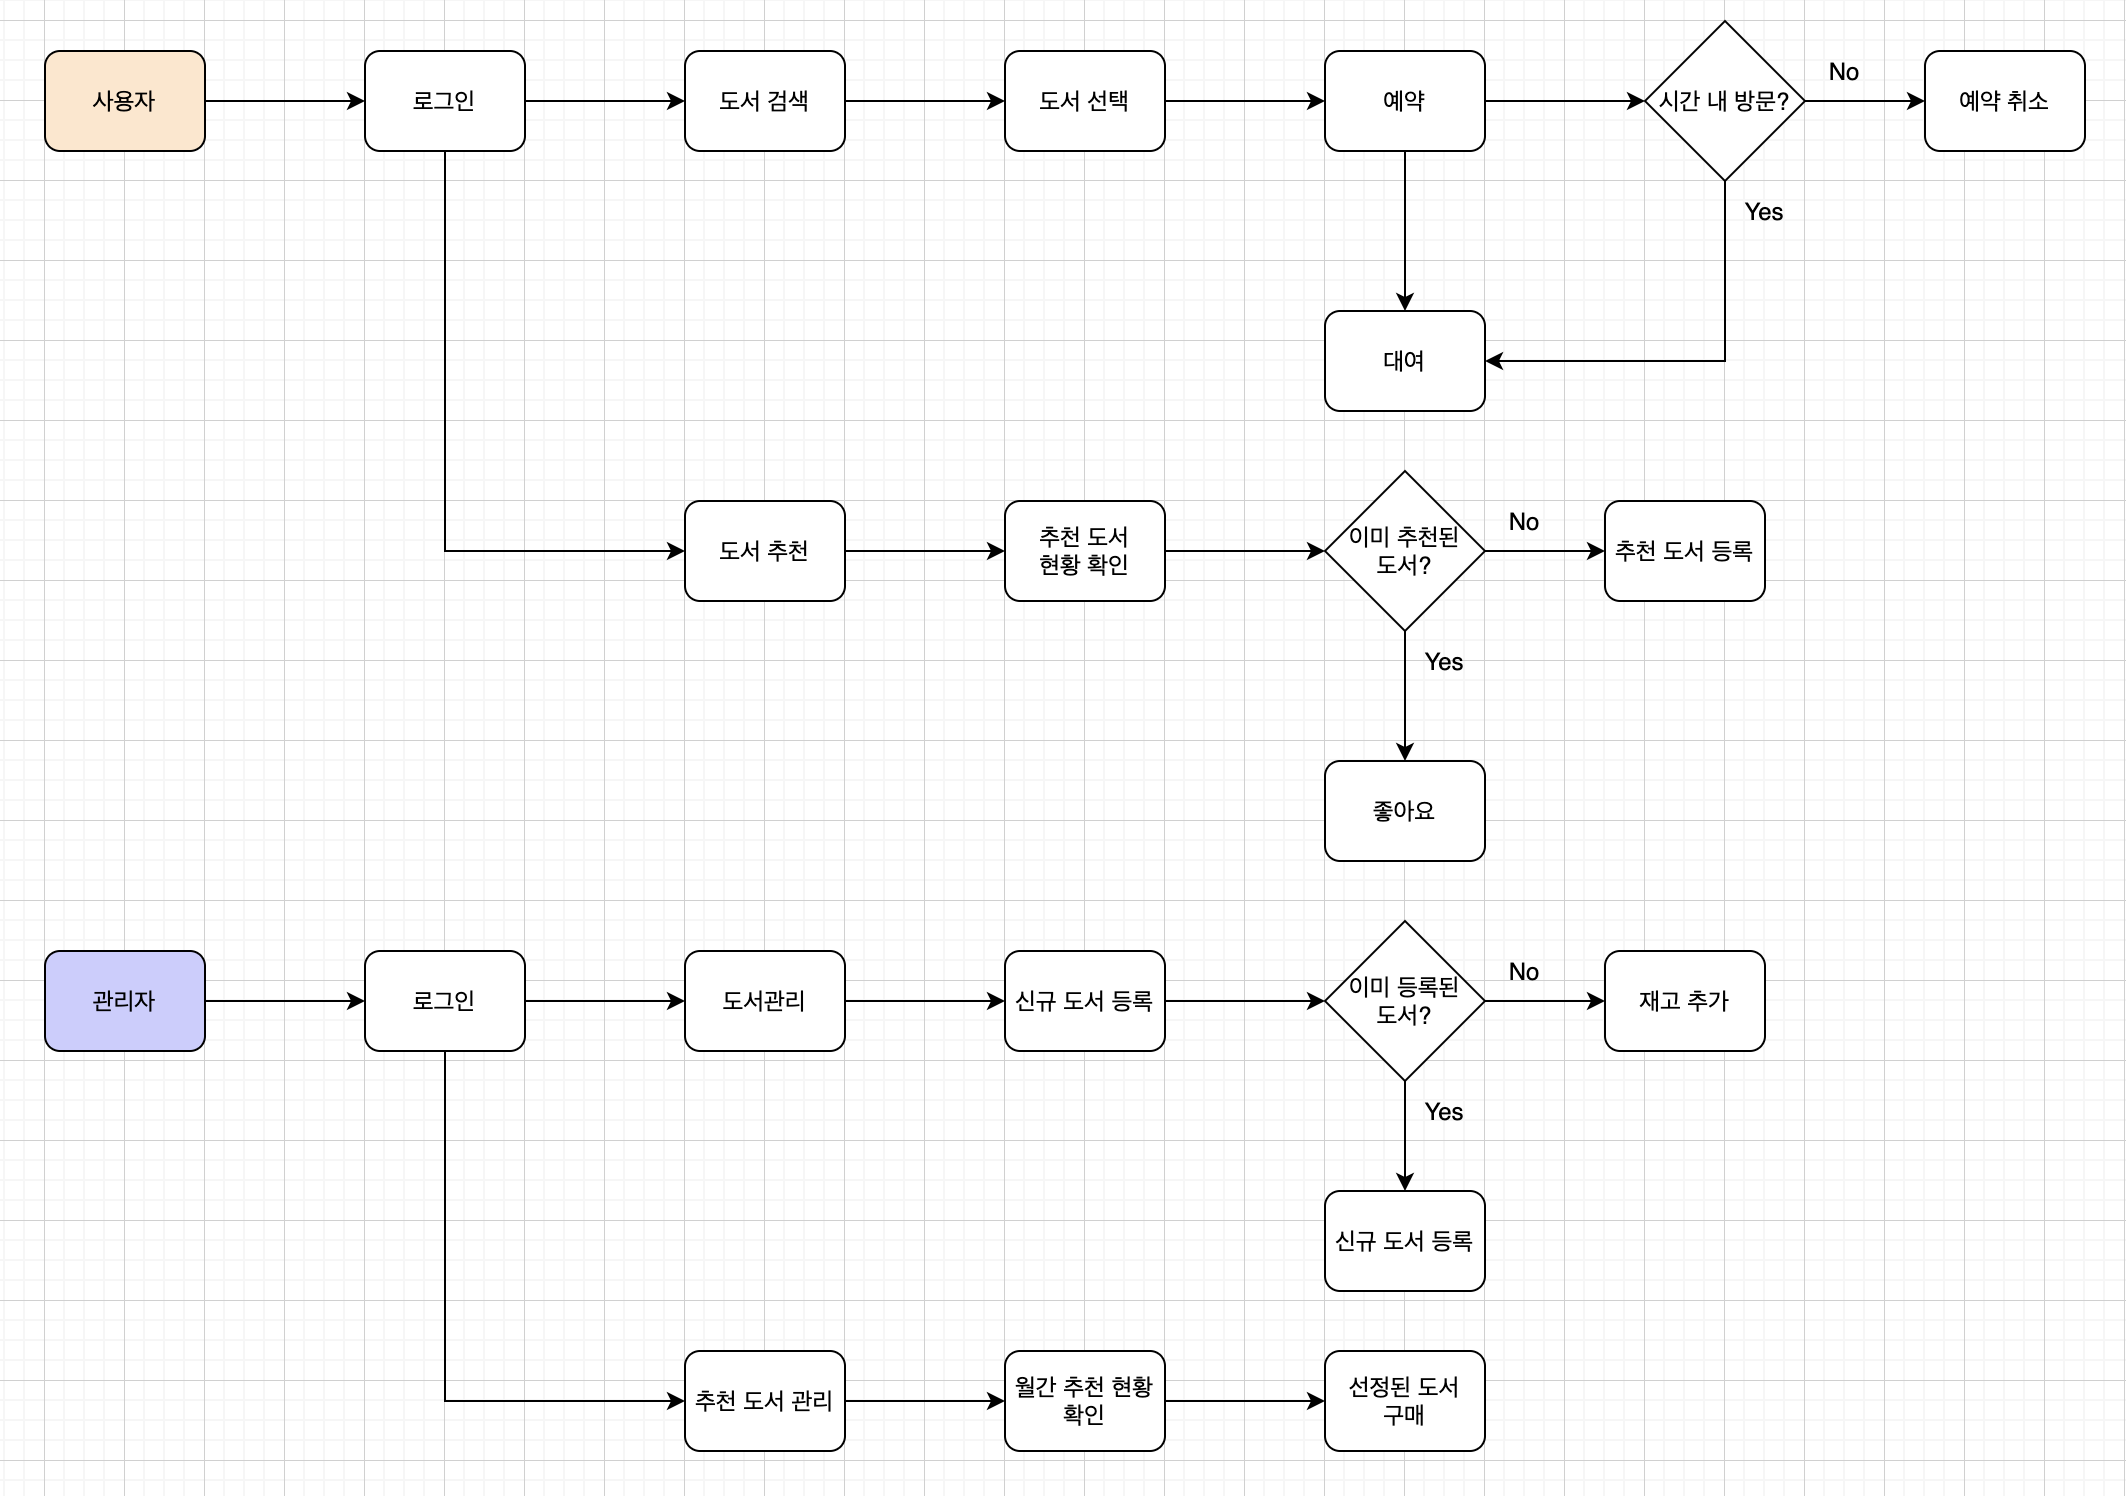 사용자
로그인
도서 검색
도서 선택
예약
시간 내 방문?
No
예약 취소
Yes
대여
도서 추천
추천 도서
현황 확인
이미 추천된
도서?
No
추천 도서 등록
Yes
좋아요
관리자
로그인
도서관리
신규 도서 등록
이미 등록된
도서?
No
재고 추가
Yes
신규 도서 등록
추천 도서 관리
월간 추천 현황
확인
선정된 도서
구매